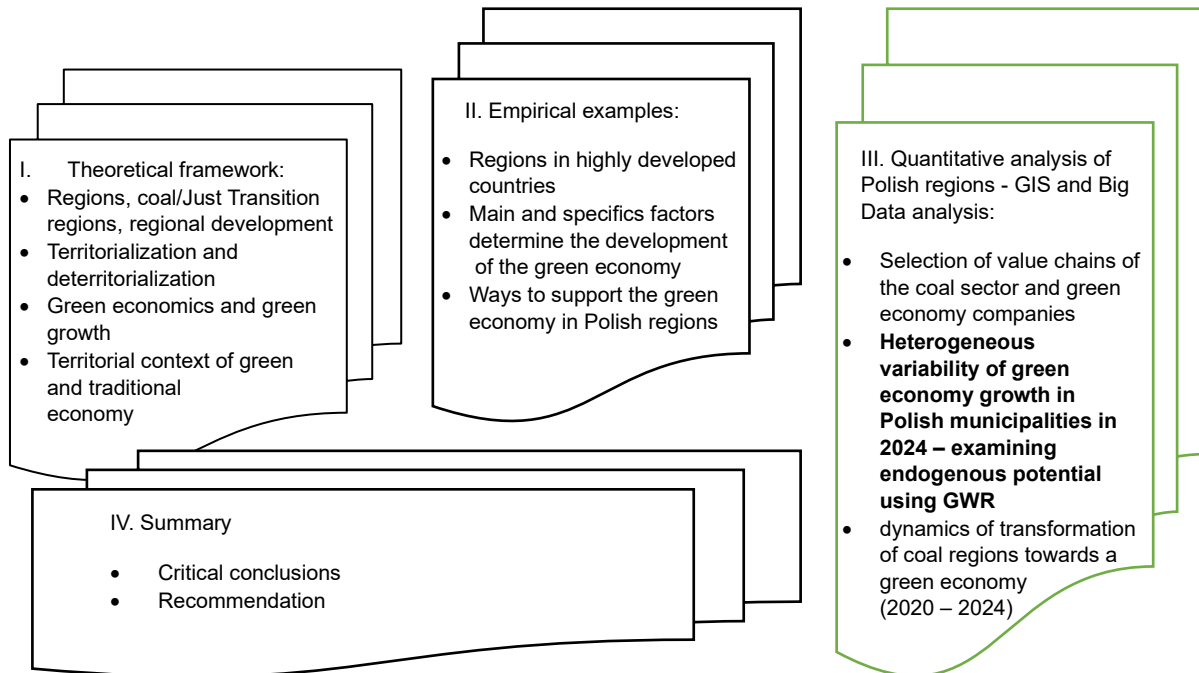 I. Theoretical framework:
• Regions, coal/Just Transition
regions, regional development
• Territorialization and
deterritorialization
• Green economics and green
growth
• Territorial context of green
and traditional
economy
II. Empirical examples:
• Regions in highly developed
countries
• Main and specifics factors
determine the development
of the green economy
• Ways to support the green
economy in Polish regions
III. Quantitative analysis of
Polish regions - GIS and Big
Data analysis:
• Selection of value chains of
the coal sector and green
economy companies
• Heterogeneous
variability of green
economy growth in
Polish municipalities in
2024 – examining
endogenous potential
using GWR
• dynamics of transformation
of coal regions towards a
green economy
(2020 – 2024)
IV. Summary
• Critical conclusions
• Recommendation